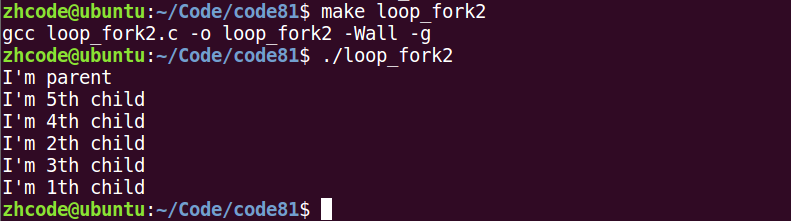 zhcode@ubuntu:~/Code/code81$ make loop_fork2
gcc loop_fork2.c -o loop_fork2 -Wall -g
zhcode@ubuntu:~/Code/code81$ ./loop_fork2
I'm parent
I'm 5th child
I'm 4th child
I'm 2th child
I'm 3th child
I'm 1th child
zhcode@ubuntu:~/Code/code81$